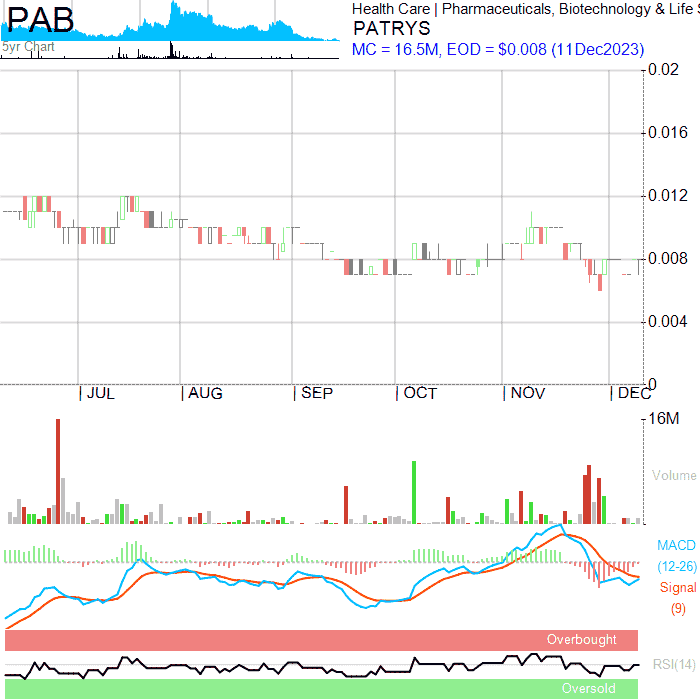 PAB
5yr Chart
Health Care | Pharmaceuticals, Biotechnology & Life
PATRYS
MC = 16.5M, EOD = $0.008 (11Dec2023)
0.02
0.016
0.012
0.008
0.004
0
JUL AUG SEP OCT NOV DEC
16M
Volume
MACD
(12-26)
Signal
(9)
Overbought
RSI(14)
Oversold